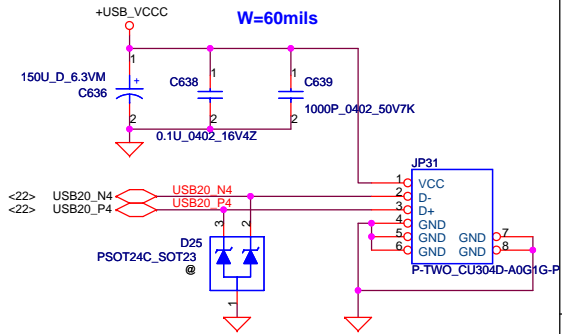 +USB_VCCC
W=60mils
1
1
1
150U_D_6.3VM
+
C636
C638
C639
1000P_0402_50V7K
2
2
2
0.1U_0402_16V4Z
JP31
1 VCC
<22> USB20_N4 USB20_N4 2 D-
<22> USB20_P4 USB20_P4 3 D+
4 GND
5 GND GND 7
6 GND GND 8
3 2
D25
PSOT24C_SOT23
@
P-TWO_CU304D-A0G1G-P
1